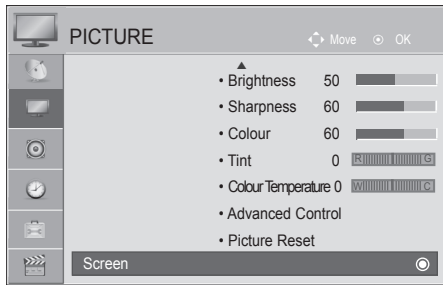 PICTURE
Move OK
• Brightness 50
• Sharpness 60
• Colour 60
• Tint 0 R G
• Colour Temperature 0 W C
• Advanced Control
• Picture Reset
Screen